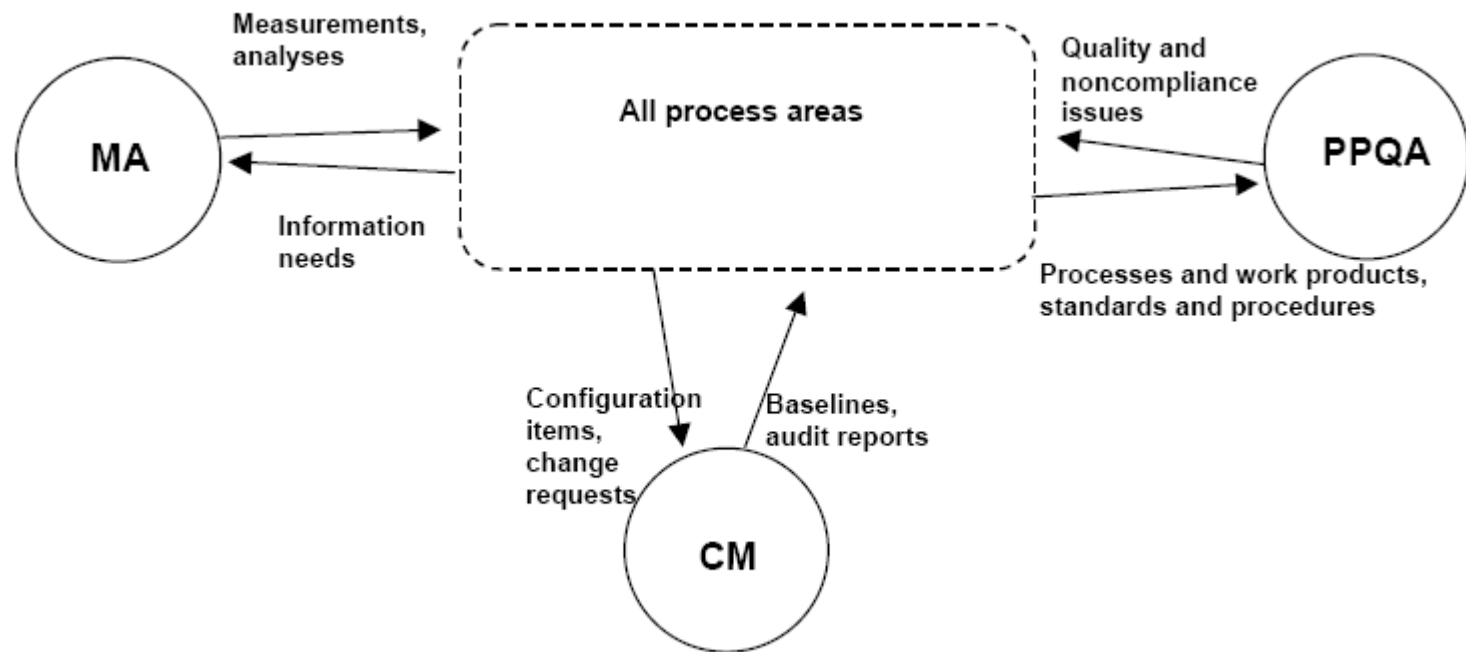 Measurements,
analyses
MA
Information
needs
All process areas
Quality and
noncompliance
issues
PPQA
Processes and work products,
standards and procedures
Configuration
items,
change
requests
Baselines,
audit reports
CM